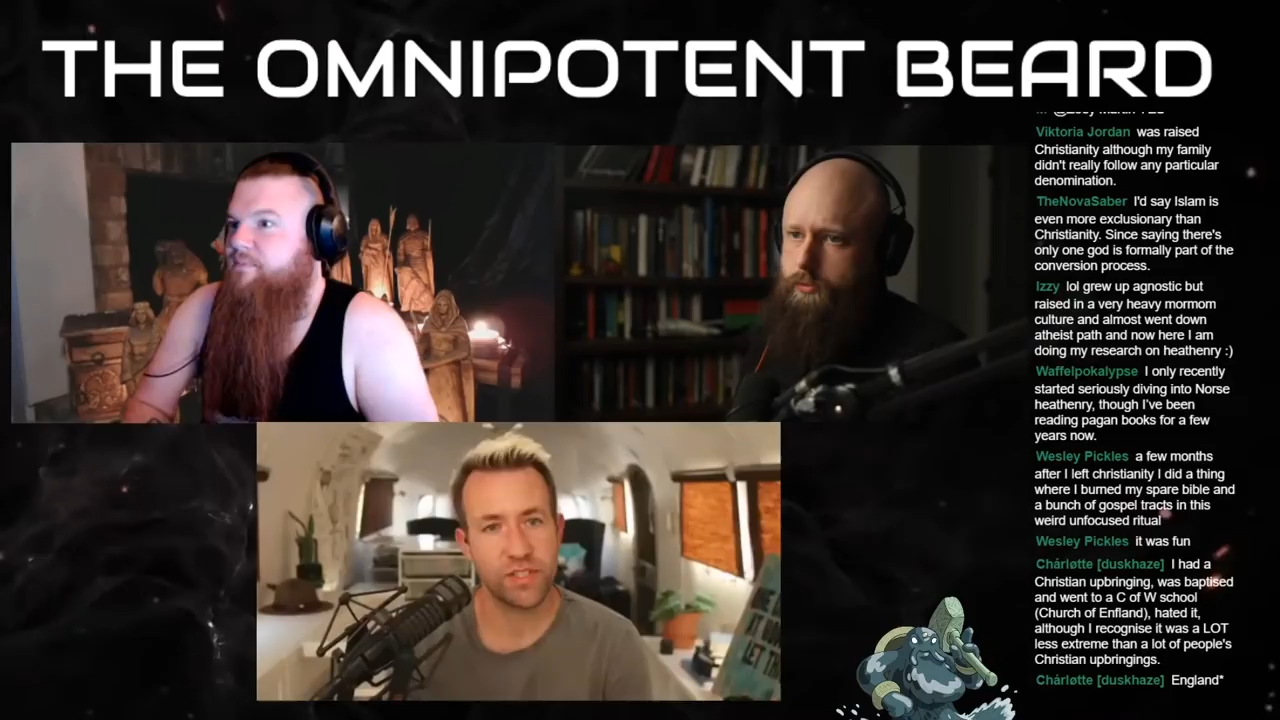 THE OMNIPOTENT BEARD
Viktoria Jordan was raised
Christianity although my family
didn't really follow any particular
denomination.
TheNovaSaber I'd say Islam is
even more exclusionary than
Christianity. Since saying there's
only one god is formally part of the
conversion process.
Izzy lol grew up agnostic but
raised in a very heavy mormom
culture and almost went down
atheist path and now here I am
doing my research on heathenry :)
Waffelpokalypse I only recently
started seriously diving into Norse
heathenry, though I've been
reading pagan books for a few
years now.
Wesley Pickles a few months
after I left christianity I did a thing
where I burned my spare bible and
a bunch of gospel tracts in this
weird unfocused ritual
Wesley Pickles it was fun
Chárløtte [duskhaze] I had a
Christian upbringing, was baptised
and went to a C of W school
(Church of Enfland), hated it,
although I recognise it was a LOT
less extreme than a lot of people's
Christian upbringings.
Chárløtte [duskhaze] England*
LET